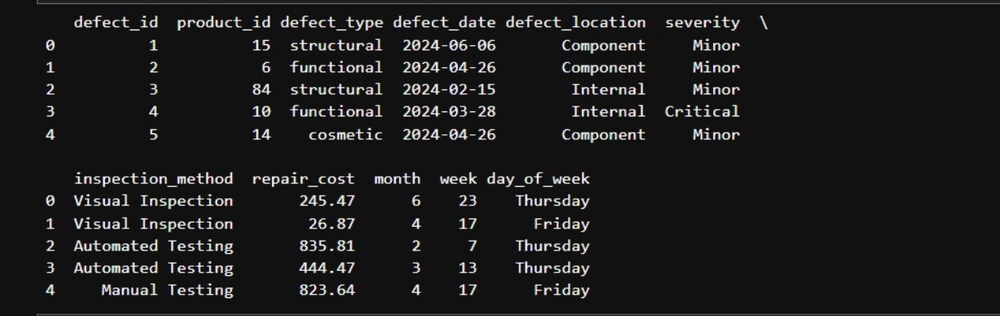 defect_id product_id defect_type defect_date defect_location severity \
0 1 15 structural 2024-06-06 Component Minor
1 2 6 functional 2024-04-26 Component Minor
2 3 84 structural 2024-02-15 Internal Minor
3 4 10 functional 2024-03-28 Internal Critical
4 5 14 cosmetic 2024-04-26 Component Minor
inspection_method repair_cost month week day_of_week
0 Visual Inspection 245.47 6 23 Thursday
1 Visual Inspection 26.87 4 17 Friday
2 Automated Testing 835.81 2 7 Thursday
3 Automated Testing 444.47 3 13 Thursday
4 Manual Testing 823.64 4 17 Friday